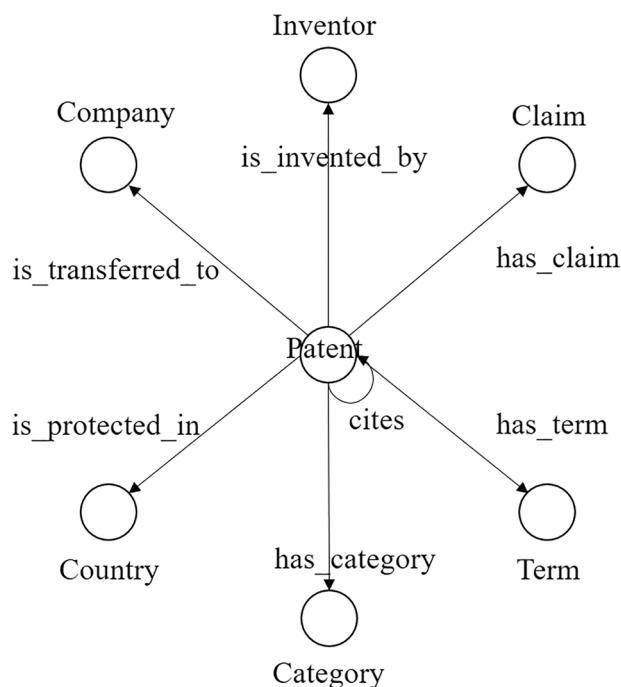 Inventor
Company
Claim
is_invented_by
is_transferred_to
has_claim
Patent
cites
is_protected_in
has_term
has_category
Country
Term
Category